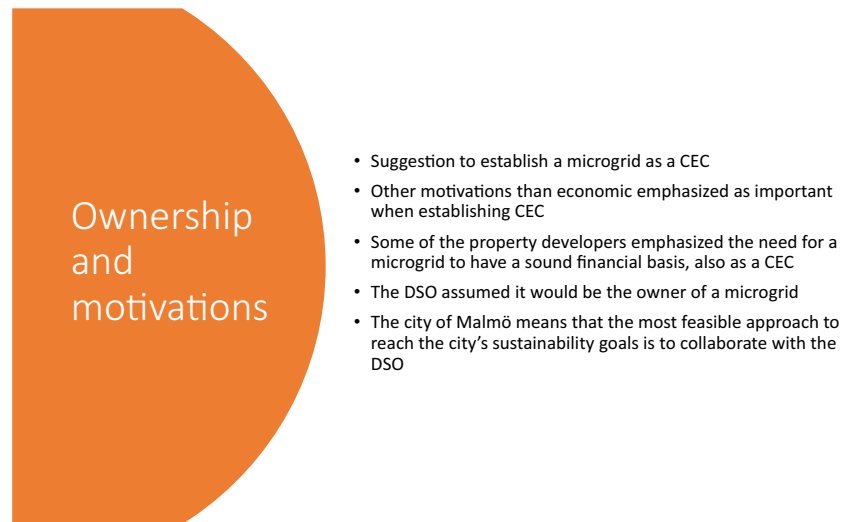 Ownership
and
motivations
• Suggestion to establish a microgrid as a CEC
• Other motivations than economic emphasized as important
when establishing CEC
• Some of the property developers emphasized the need for a
microgrid to have a sound financial basis, also as a CEC
• The DSO assumed it would be the owner of a microgrid
• The city of Malmö means that the most feasible approach to
reach the city’s sustainability goals is to collaborate with the
DSO